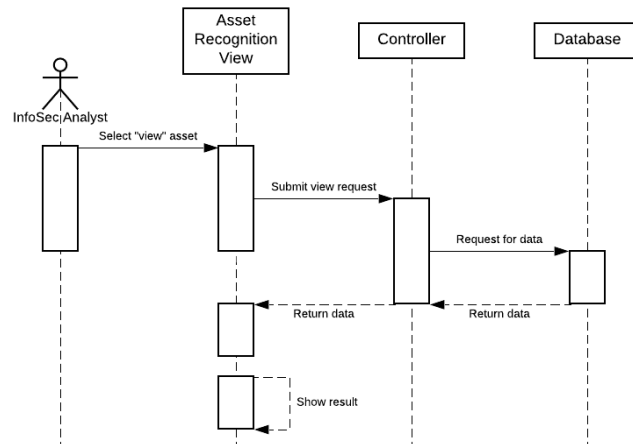 Asset
Recognition
View
Controller
Database
InfoSec Analyst
Select "view" asset
Submit view request
Request for data
Return data
Return data
Show result